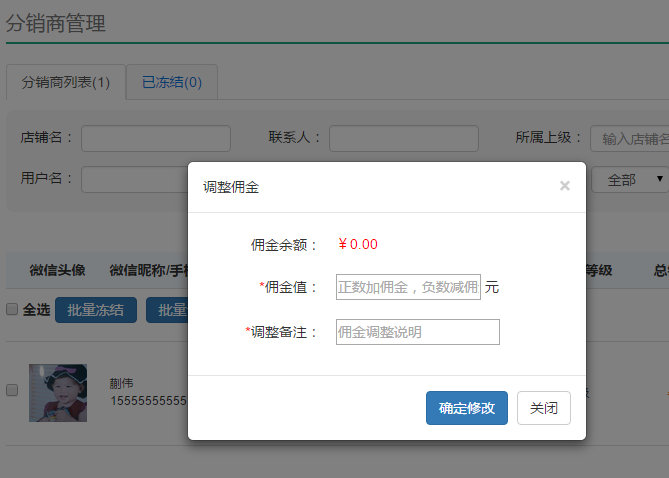 分销商管理
分销商列表(1) 已冻结(0)
店铺名： 联系人： 所属上级： 输入店铺名
用户名： 全部
调整佣金 ×
佣金余额： ￥0.00
*佣金值： 正数加佣金，负数减佣 元
*调整备注： 佣金调整说明
确定修改 关闭
微信头像 微信昵称/手机 等级
全选 批量冻结 批量
蒯伟
15555555555